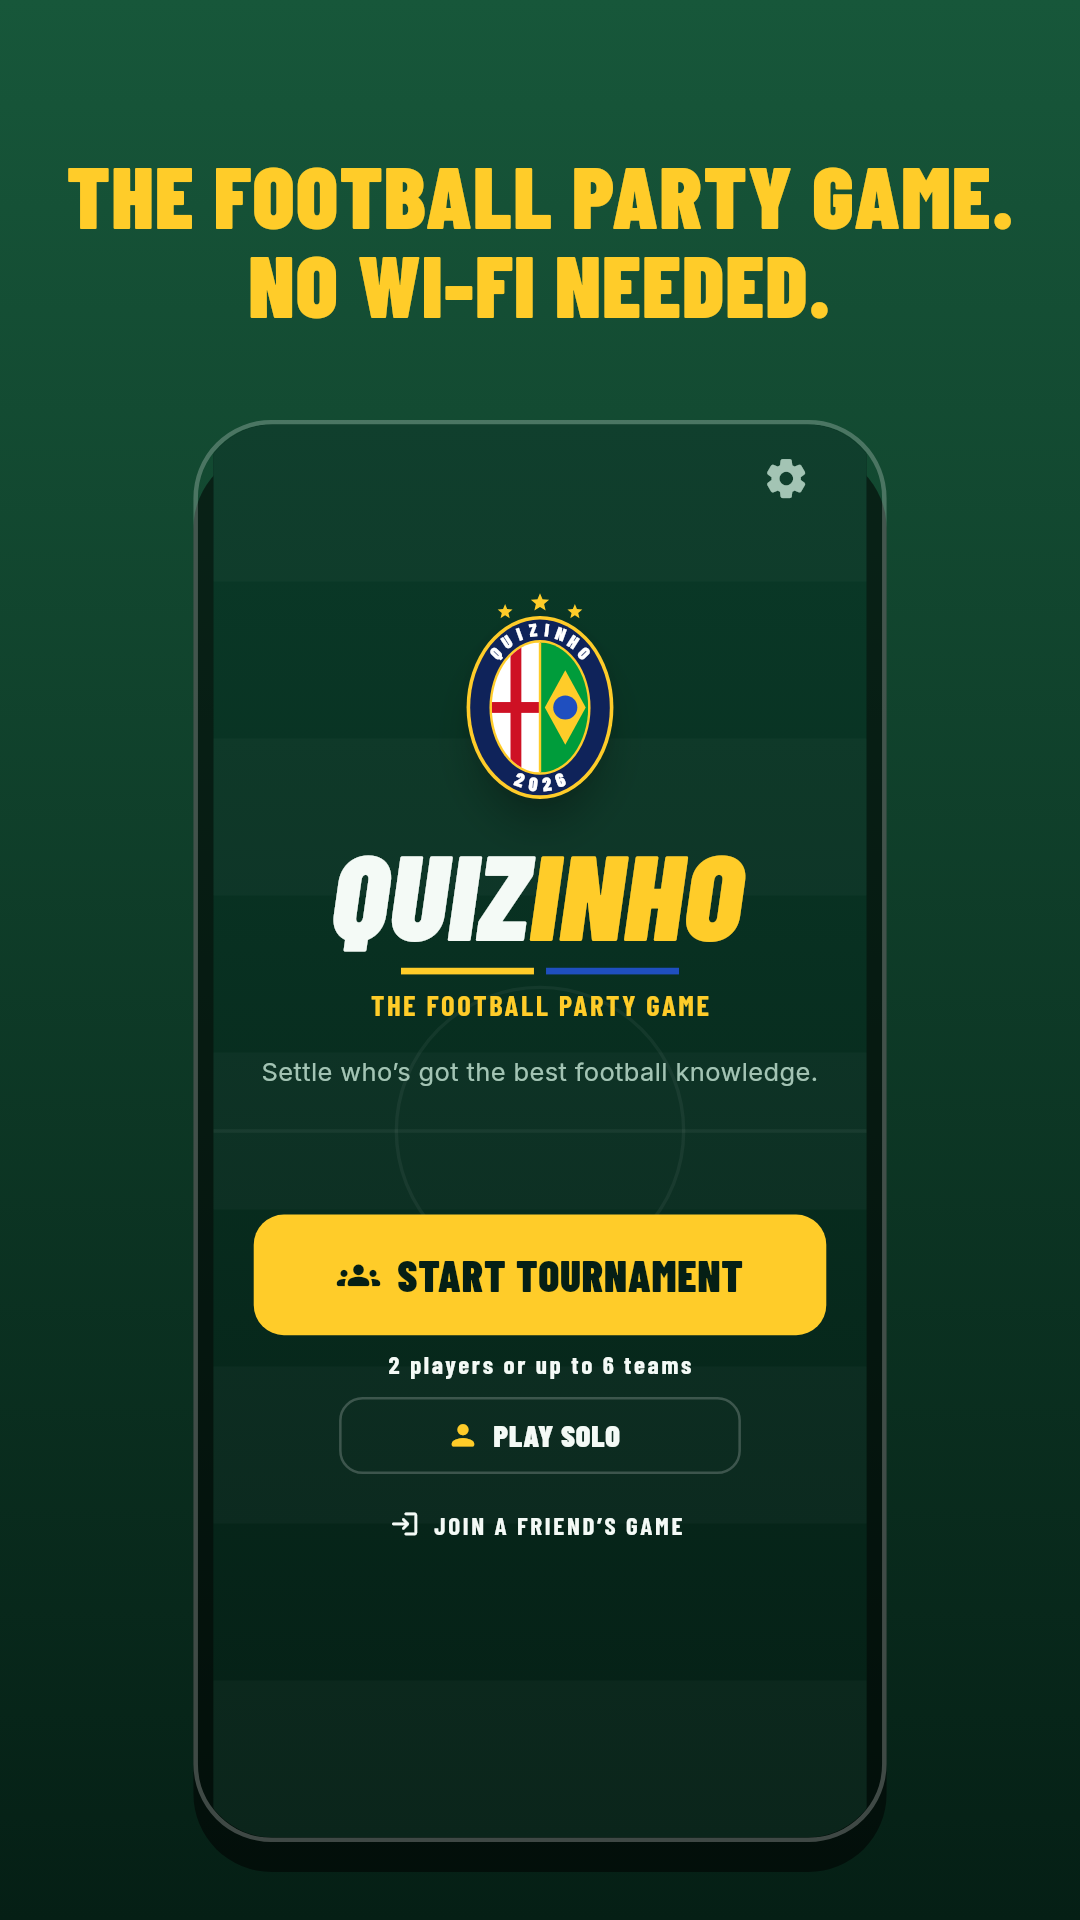 THE FOOTBALL PARTY GAME.
NO WI-FI NEEDED.
QUIZINHO
2026
QUIZINHO
THE FOOTBALL PARTY GAME
Settle who’s got the best football knowledge.
START TOURNAMENT
2 players or up to 6 teams
PLAY SOLO
JOIN A FRIEND’S GAME